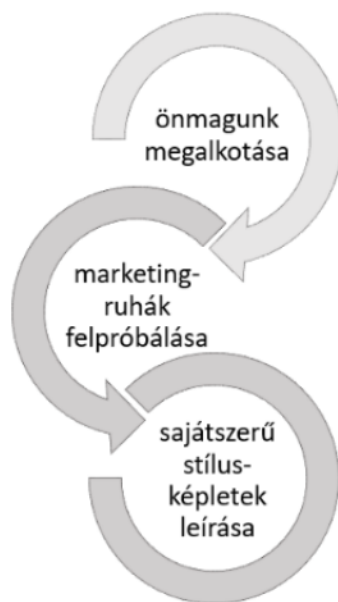 önmagunk
megalkotása
marketing-
ruhák
felpróbálása
sajátszerű
stílus-
képletek
leírása